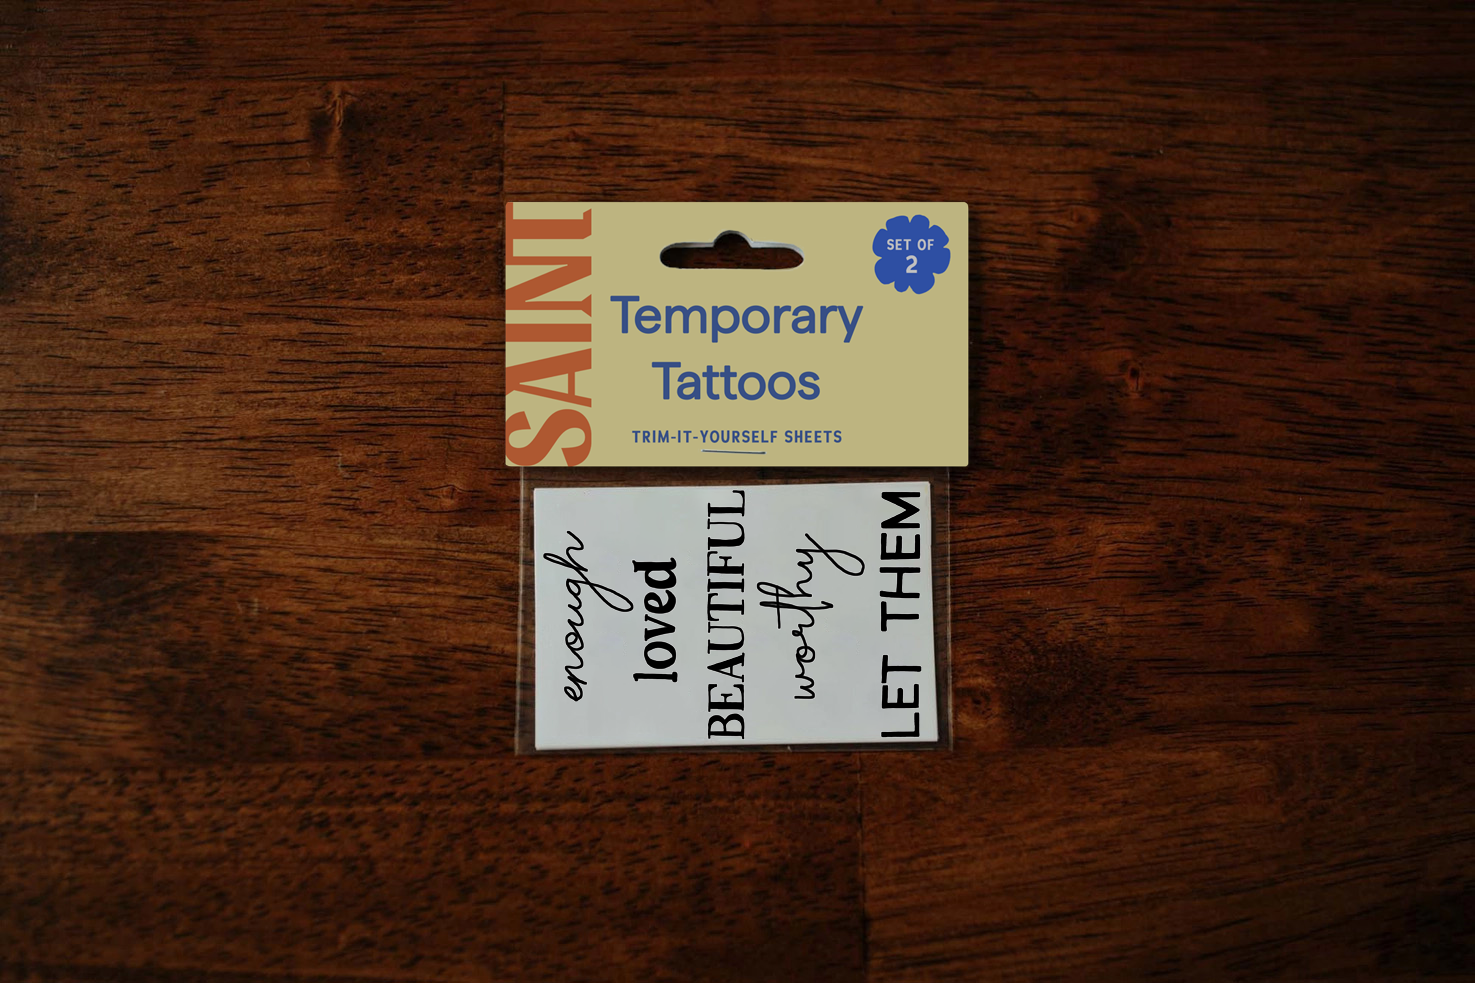 SAINT
SET OF
2
Temporary
Tattoos
TRIM-IT-YOURSELF SHEETS
enough
loved
BEAUTIFUL
worthy
LET THEM